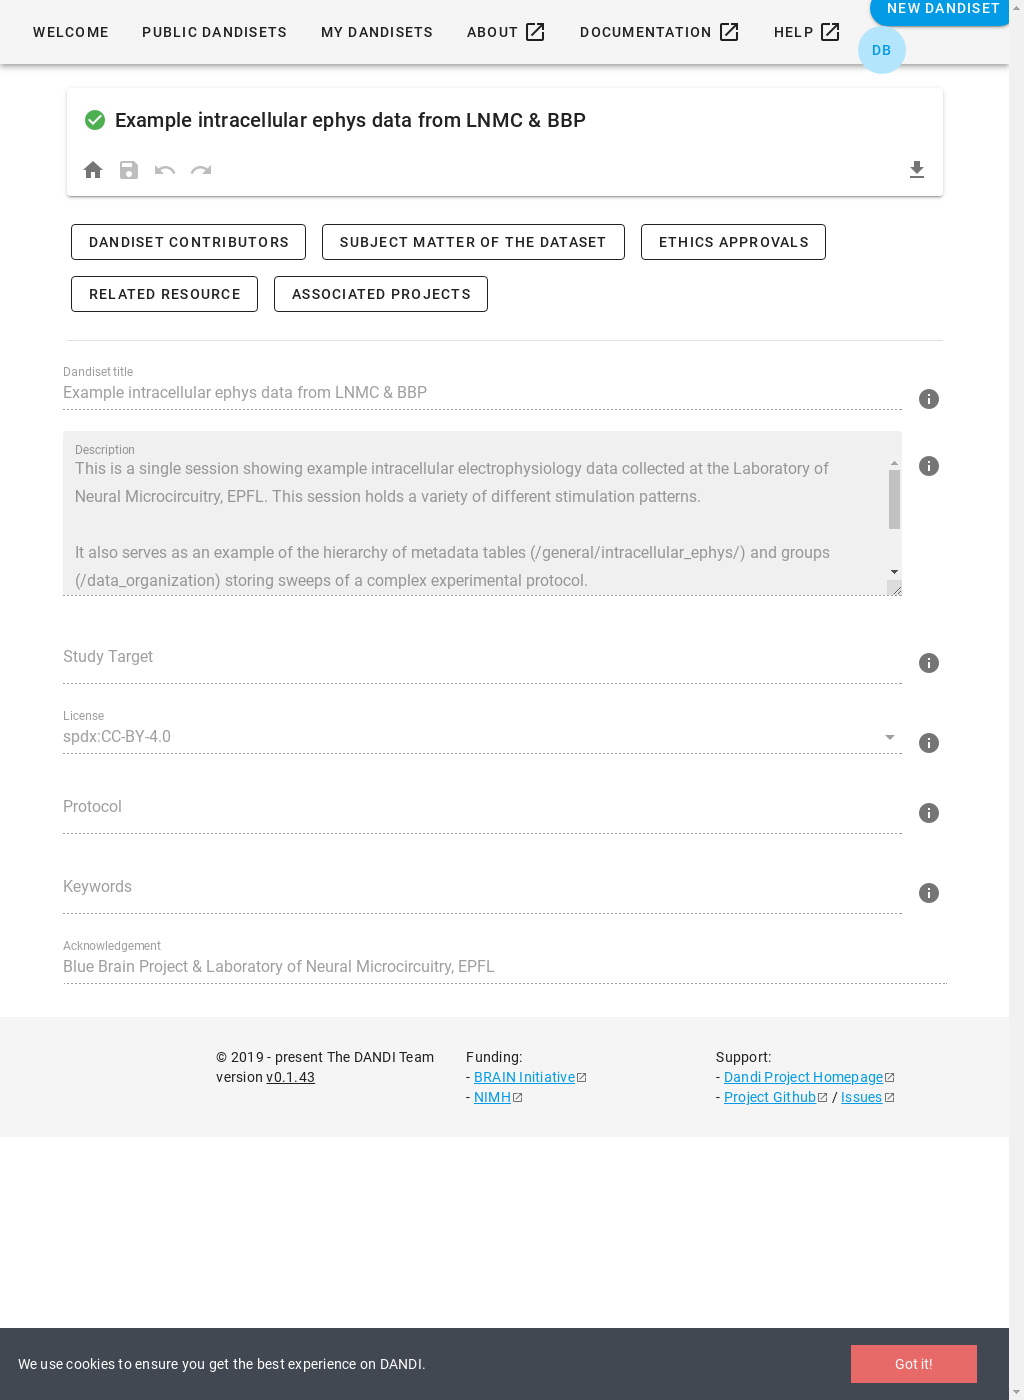 WELCOME PUBLIC DANDISETS MY DANDISETS ABOUT DOCUMENTATION HELP NEW DANDISET
DB
Example intracellular ephys data from LNMC & BBP
DANDISET CONTRIBUTORS SUBJECT MATTER OF THE DATASET ETHICS APPROVALS
RELATED RESOURCE ASSOCIATED PROJECTS
Dandiset title
Example intracellular ephys data from LNMC & BBP
Description
This is a single session showing example intracellular electrophysiology data collected at the Laboratory of
Neural Microcircuitry, EPFL. This session holds a variety of different stimulation patterns.
It also serves as an example of the hierarchy of metadata tables (/general/intracellular_ephys/) and groups
(/data_organization) storing sweeps of a complex experimental protocol.
Study Target
License
spdx:CC-BY-4.0
Protocol
Keywords
Acknowledgement
Blue Brain Project & Laboratory of Neural Microcircuitry, EPFL
© 2019 - present The DANDI Team
version v0.1.43
Funding:
- BRAIN Initiative
- NIMH
Support:
- Dandi Project Homepage
- Project Github / Issues
We use cookies to ensure you get the best experience on DANDI.
Got it!